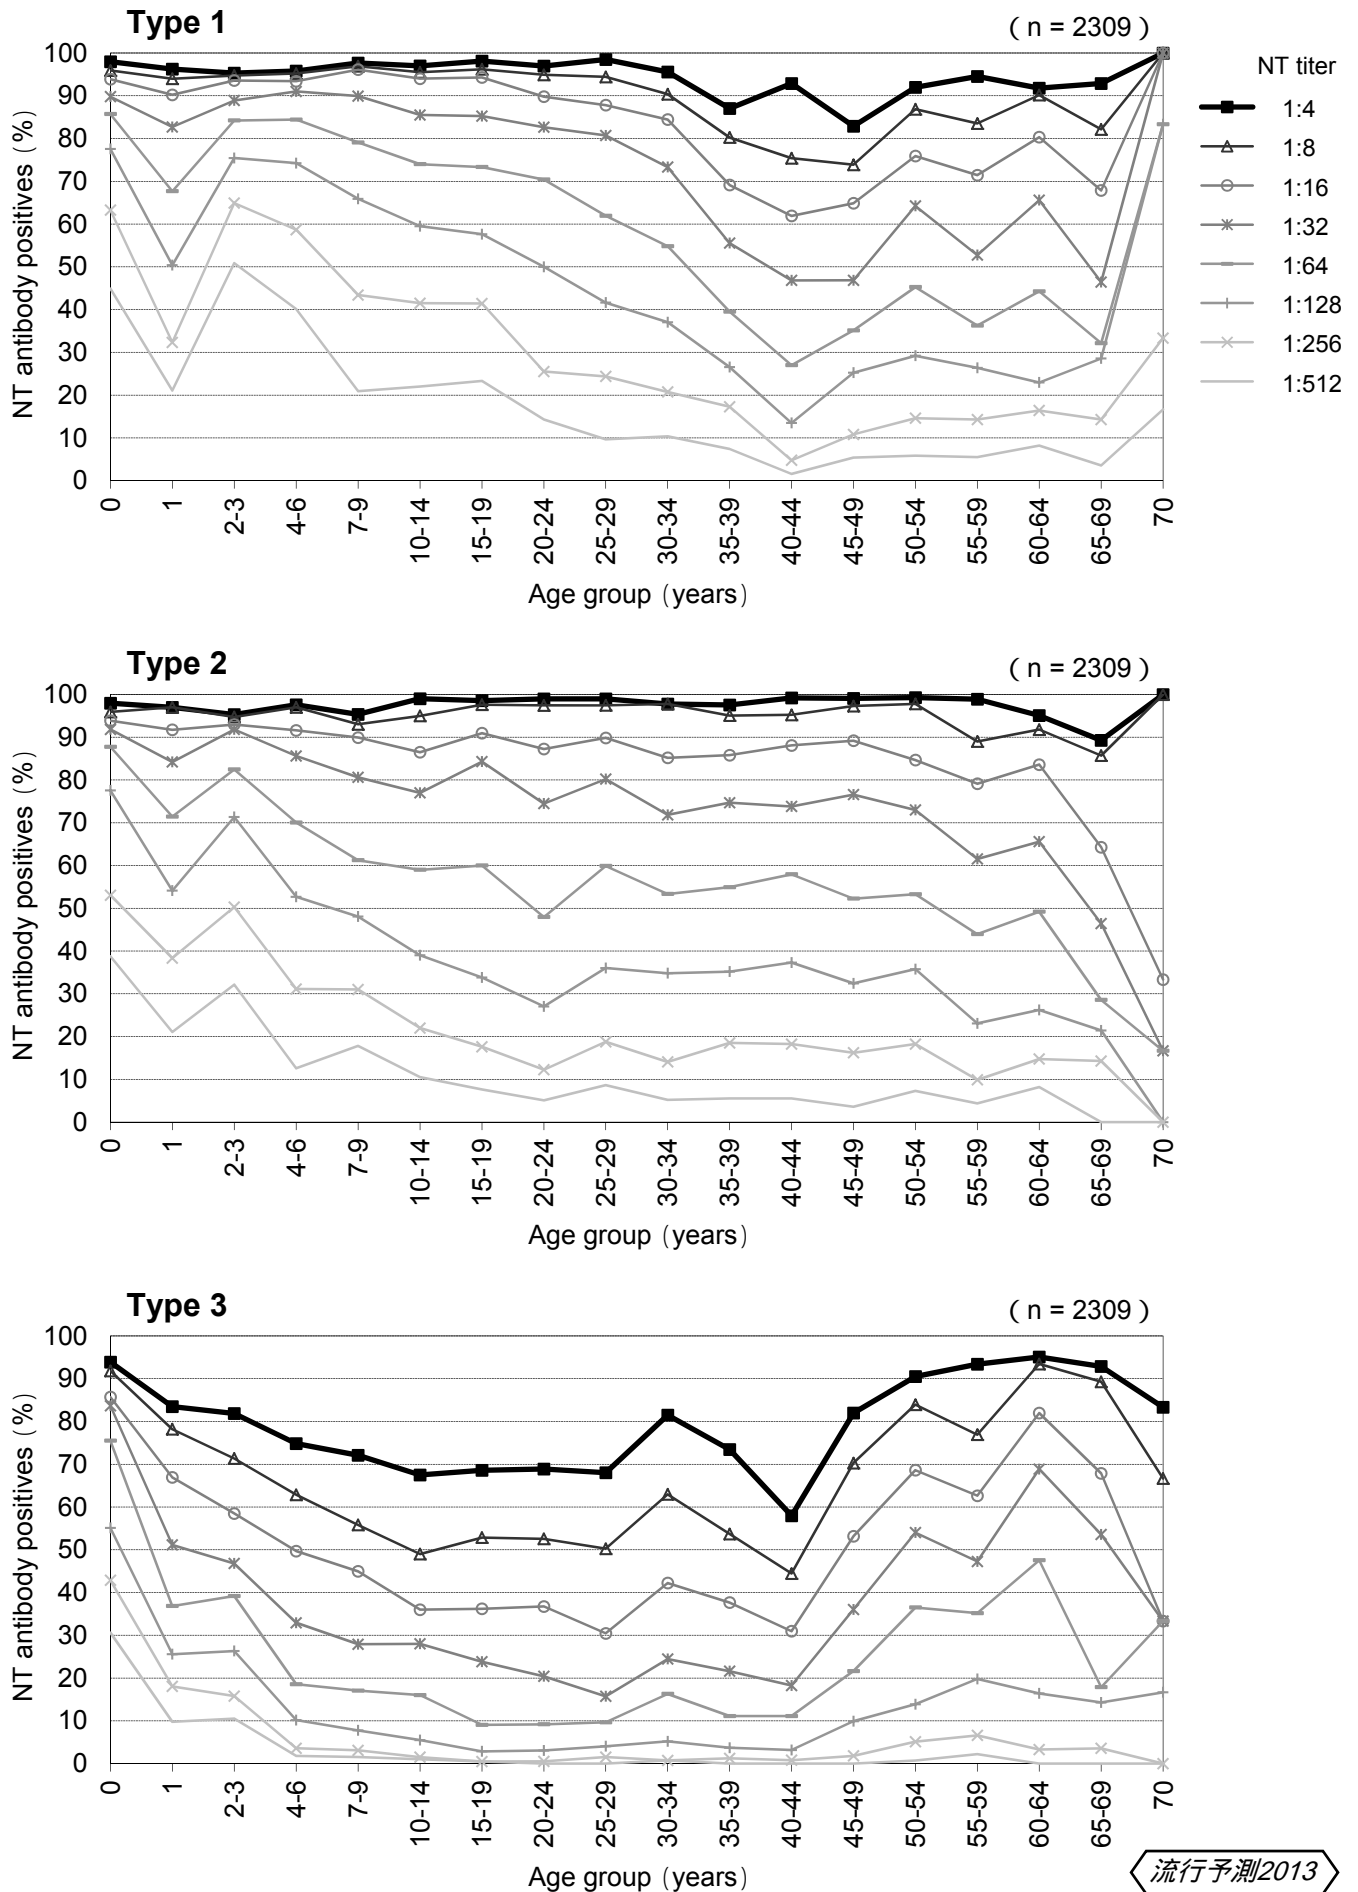 Type 1
( n = 2309 )
NT titer
1:4
1:8
1:16
1:32
1:64
1:128
1:256
1:512
NT antibody positives (%)
100
90
80
70
60
50
40
30
20
10
0
0 1 2-3 4-6 7-9 10-14 15-19 20-24 25-29 30-34 35-39 40-44 45-49 50-54 55-59 60-64 65-69 70
Age group (years)
Type 2
( n = 2309 )
NT antibody positives (%)
100
90
80
70
60
50
40
30
20
10
0
0 1 2-3 4-6 7-9 10-14 15-19 20-24 25-29 30-34 35-39 40-44 45-49 50-54 55-59 60-64 65-69 70
Age group (years)
Type 3
( n = 2309 )
NT antibody positives (%)
100
90
80
70
60
50
40
30
20
10
0
0 1 2-3 4-6 7-9 10-14 15-19 20-24 25-29 30-34 35-39 40-44 45-49 50-54 55-59 60-64 65-69 70
Age group (years)
流行予測2013